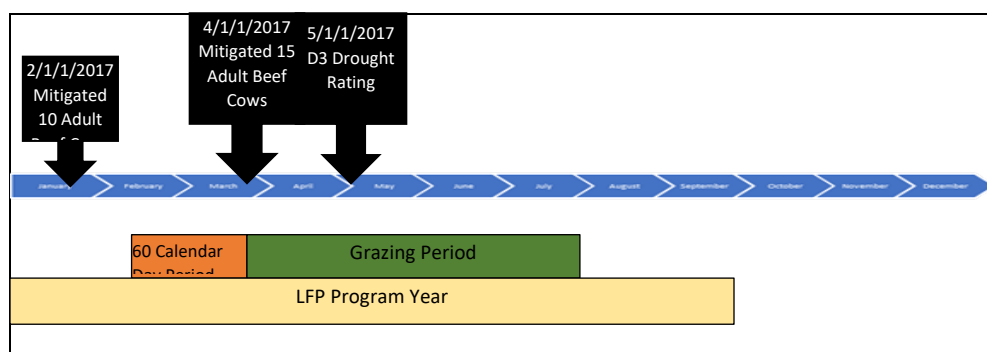 2/1/1/2017
Mitigated
10 Adult
4/1/1/2017
Mitigated 15
Adult Beef
Cows
5/1/1/2017
D3 Drought
Rating
January
February
March
April
May
June
July
August
September
October
November
December
60 Calendar
Day Period
Grazing Period
LFP Program Year